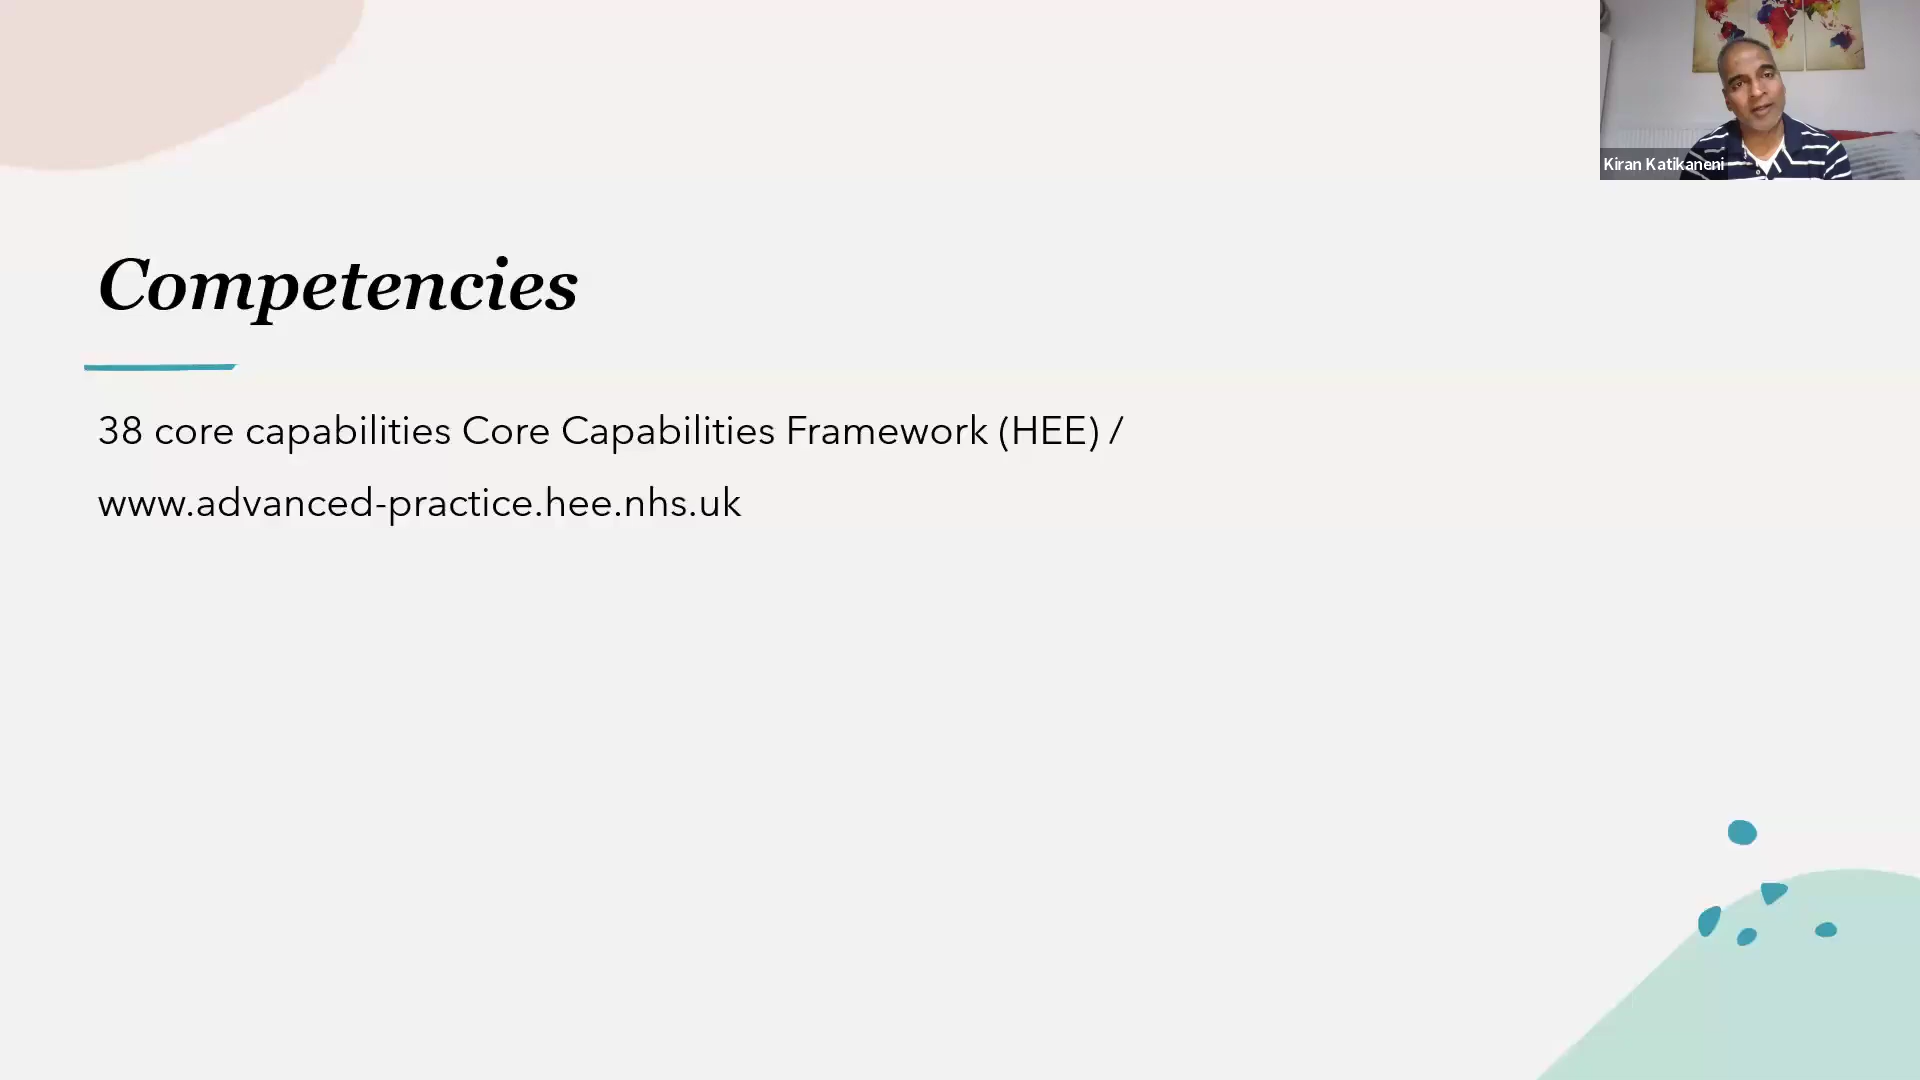 Kiran Katikaneni
Competencies
38 core capabilities Core Capabilities Framework (HEE) /
www.advanced-practice.hee.nhs.uk